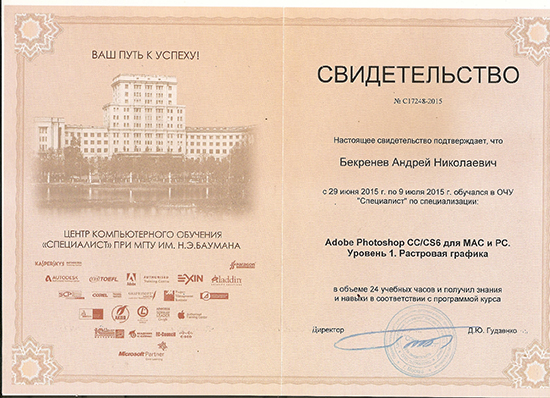 ВАШ ПУТЬ К УСПЕХУ!
ЦЕНТР КОМПЬЮТЕРНОГО ОБУЧЕНИЯ
«СПЕЦИАЛИСТ» ПРИ МГТУ ИМ. Н.Э.БАУМАНА
KASPERSKY
AUTODESK
TOEFL
Adobe
EXIN
Aladdin
COREL
Microsoft Partner
СВИДЕТЕЛЬСТВО
№ С17248-2015
Настоящее свидетельство подтверждает, что
Бекренев Андрей Николаевич
с 29 июня 2015 г. по 9 июля 2015 г. обучался в ОЧУ
"Специалист" по специализации:
Adobe Photoshop CC/CS6 для MAC и PC.
Уровень 1. Растровая графика
в объеме 24 учебных часов и получил знания
и навыки в соответствии с программой курса
Директор
Д.Ю. Гудзенко